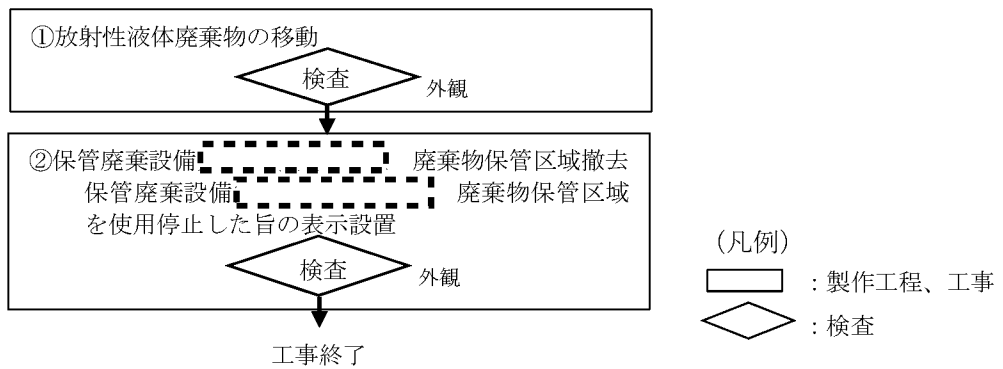 ①放射性液体廃棄物の移動
検査
外観
②保管廃棄設備 廃棄物保管区域撤去
保管廃棄設備 廃棄物保管区域
を使用停止した旨の表示設置
検査
外観
工事終了
（凡例）
：製作工程、工事
：検査